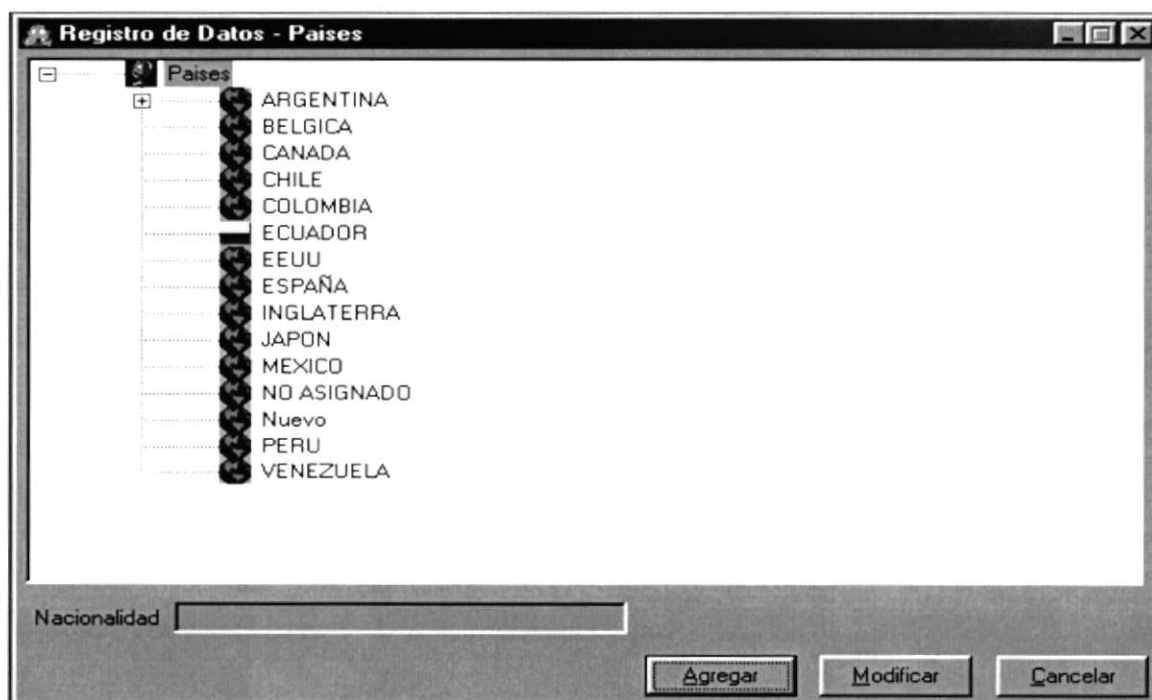 Registro de Datos - Paises
Paises
ARGENTINA
BELGICA
CANADA
CHILE
COLOMBIA
ECUADOR
EEUU
ESPAÑA
INGLATERRA
JAPON
MEXICO
NO ASIGNADO
Nuevo
PERU
VENEZUELA
Nacionalidad
Agregar Modificar Cancelar